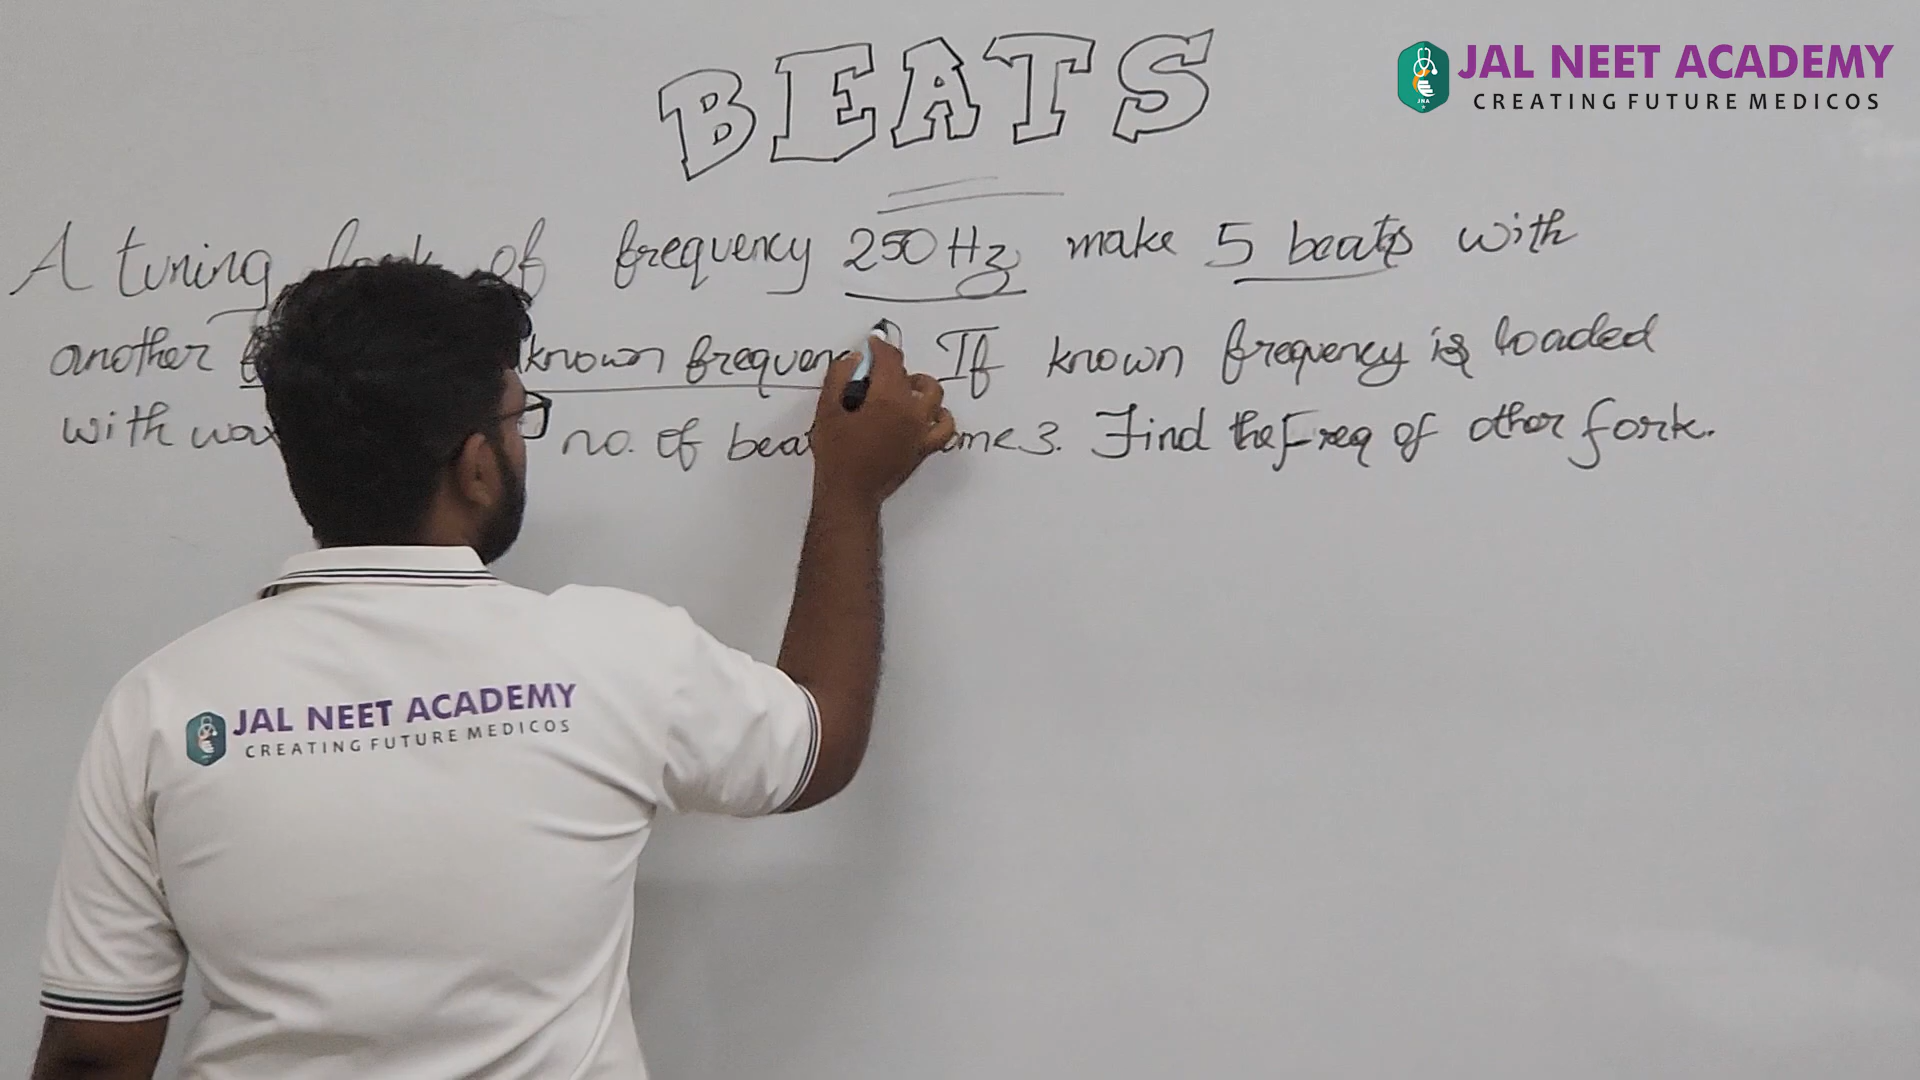 BEATS
JAL NEET ACADEMY
CREATING FUTURE MEDICOS
A tuning of frequency 250 Hz make 5 beats with
another known frequency If known frequency is loaded
with no. of 3. Find the Freq of other fork.
JAL NEET ACADEMY
CREATING FUTURE MEDICOS